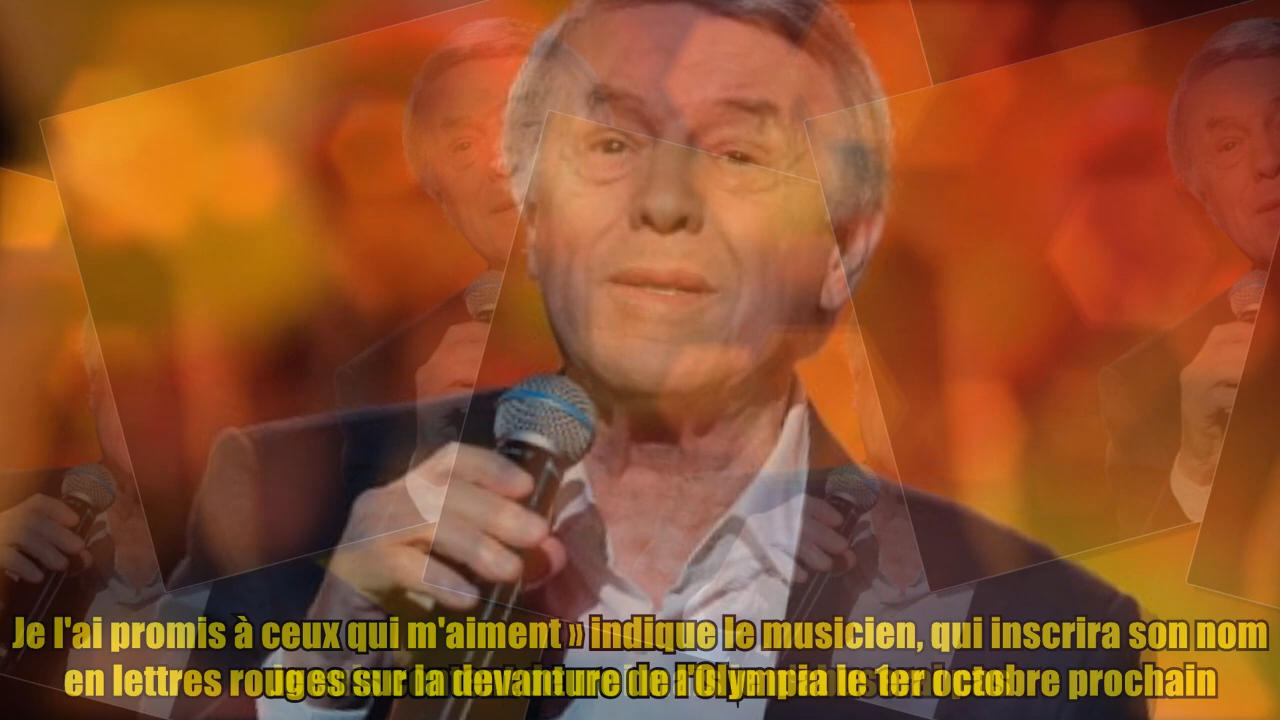 Je l'ai promis à ceux qui m'aiment » indique le musicien, qui inscrira son nom
en lettres rouges sur la devanture de l'Olympia le 1er octobre prochain